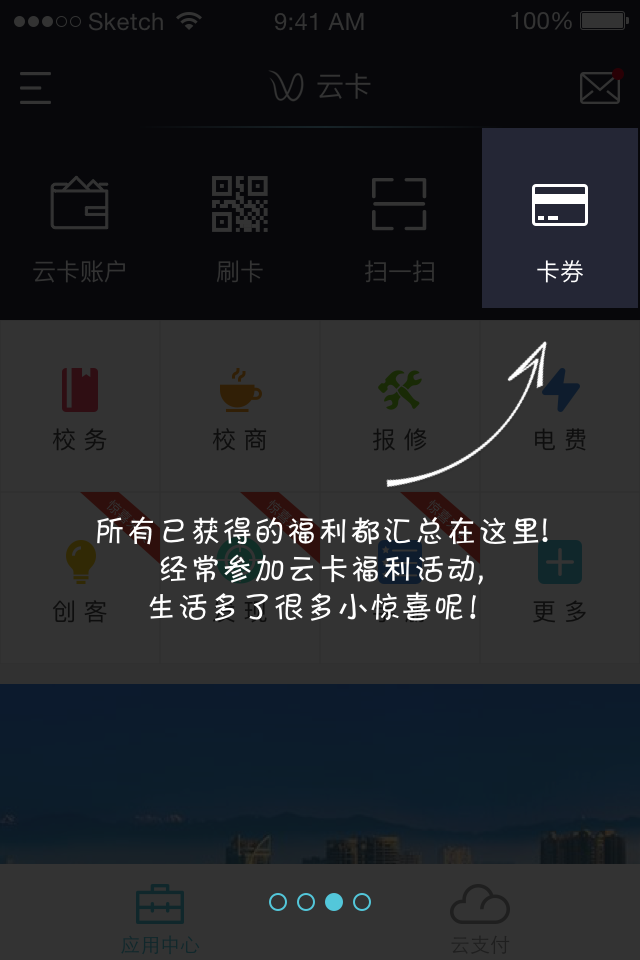 Sketch 9:41 AM 100%
云卡
云卡账户 刷卡 扫一扫 卡券
校务 校商 报修 电费
所有已获得的福利都汇总在这里!
经常参加云卡福利活动,
生活多了很多小惊喜呢!
创客 更多
应用中心 云支付